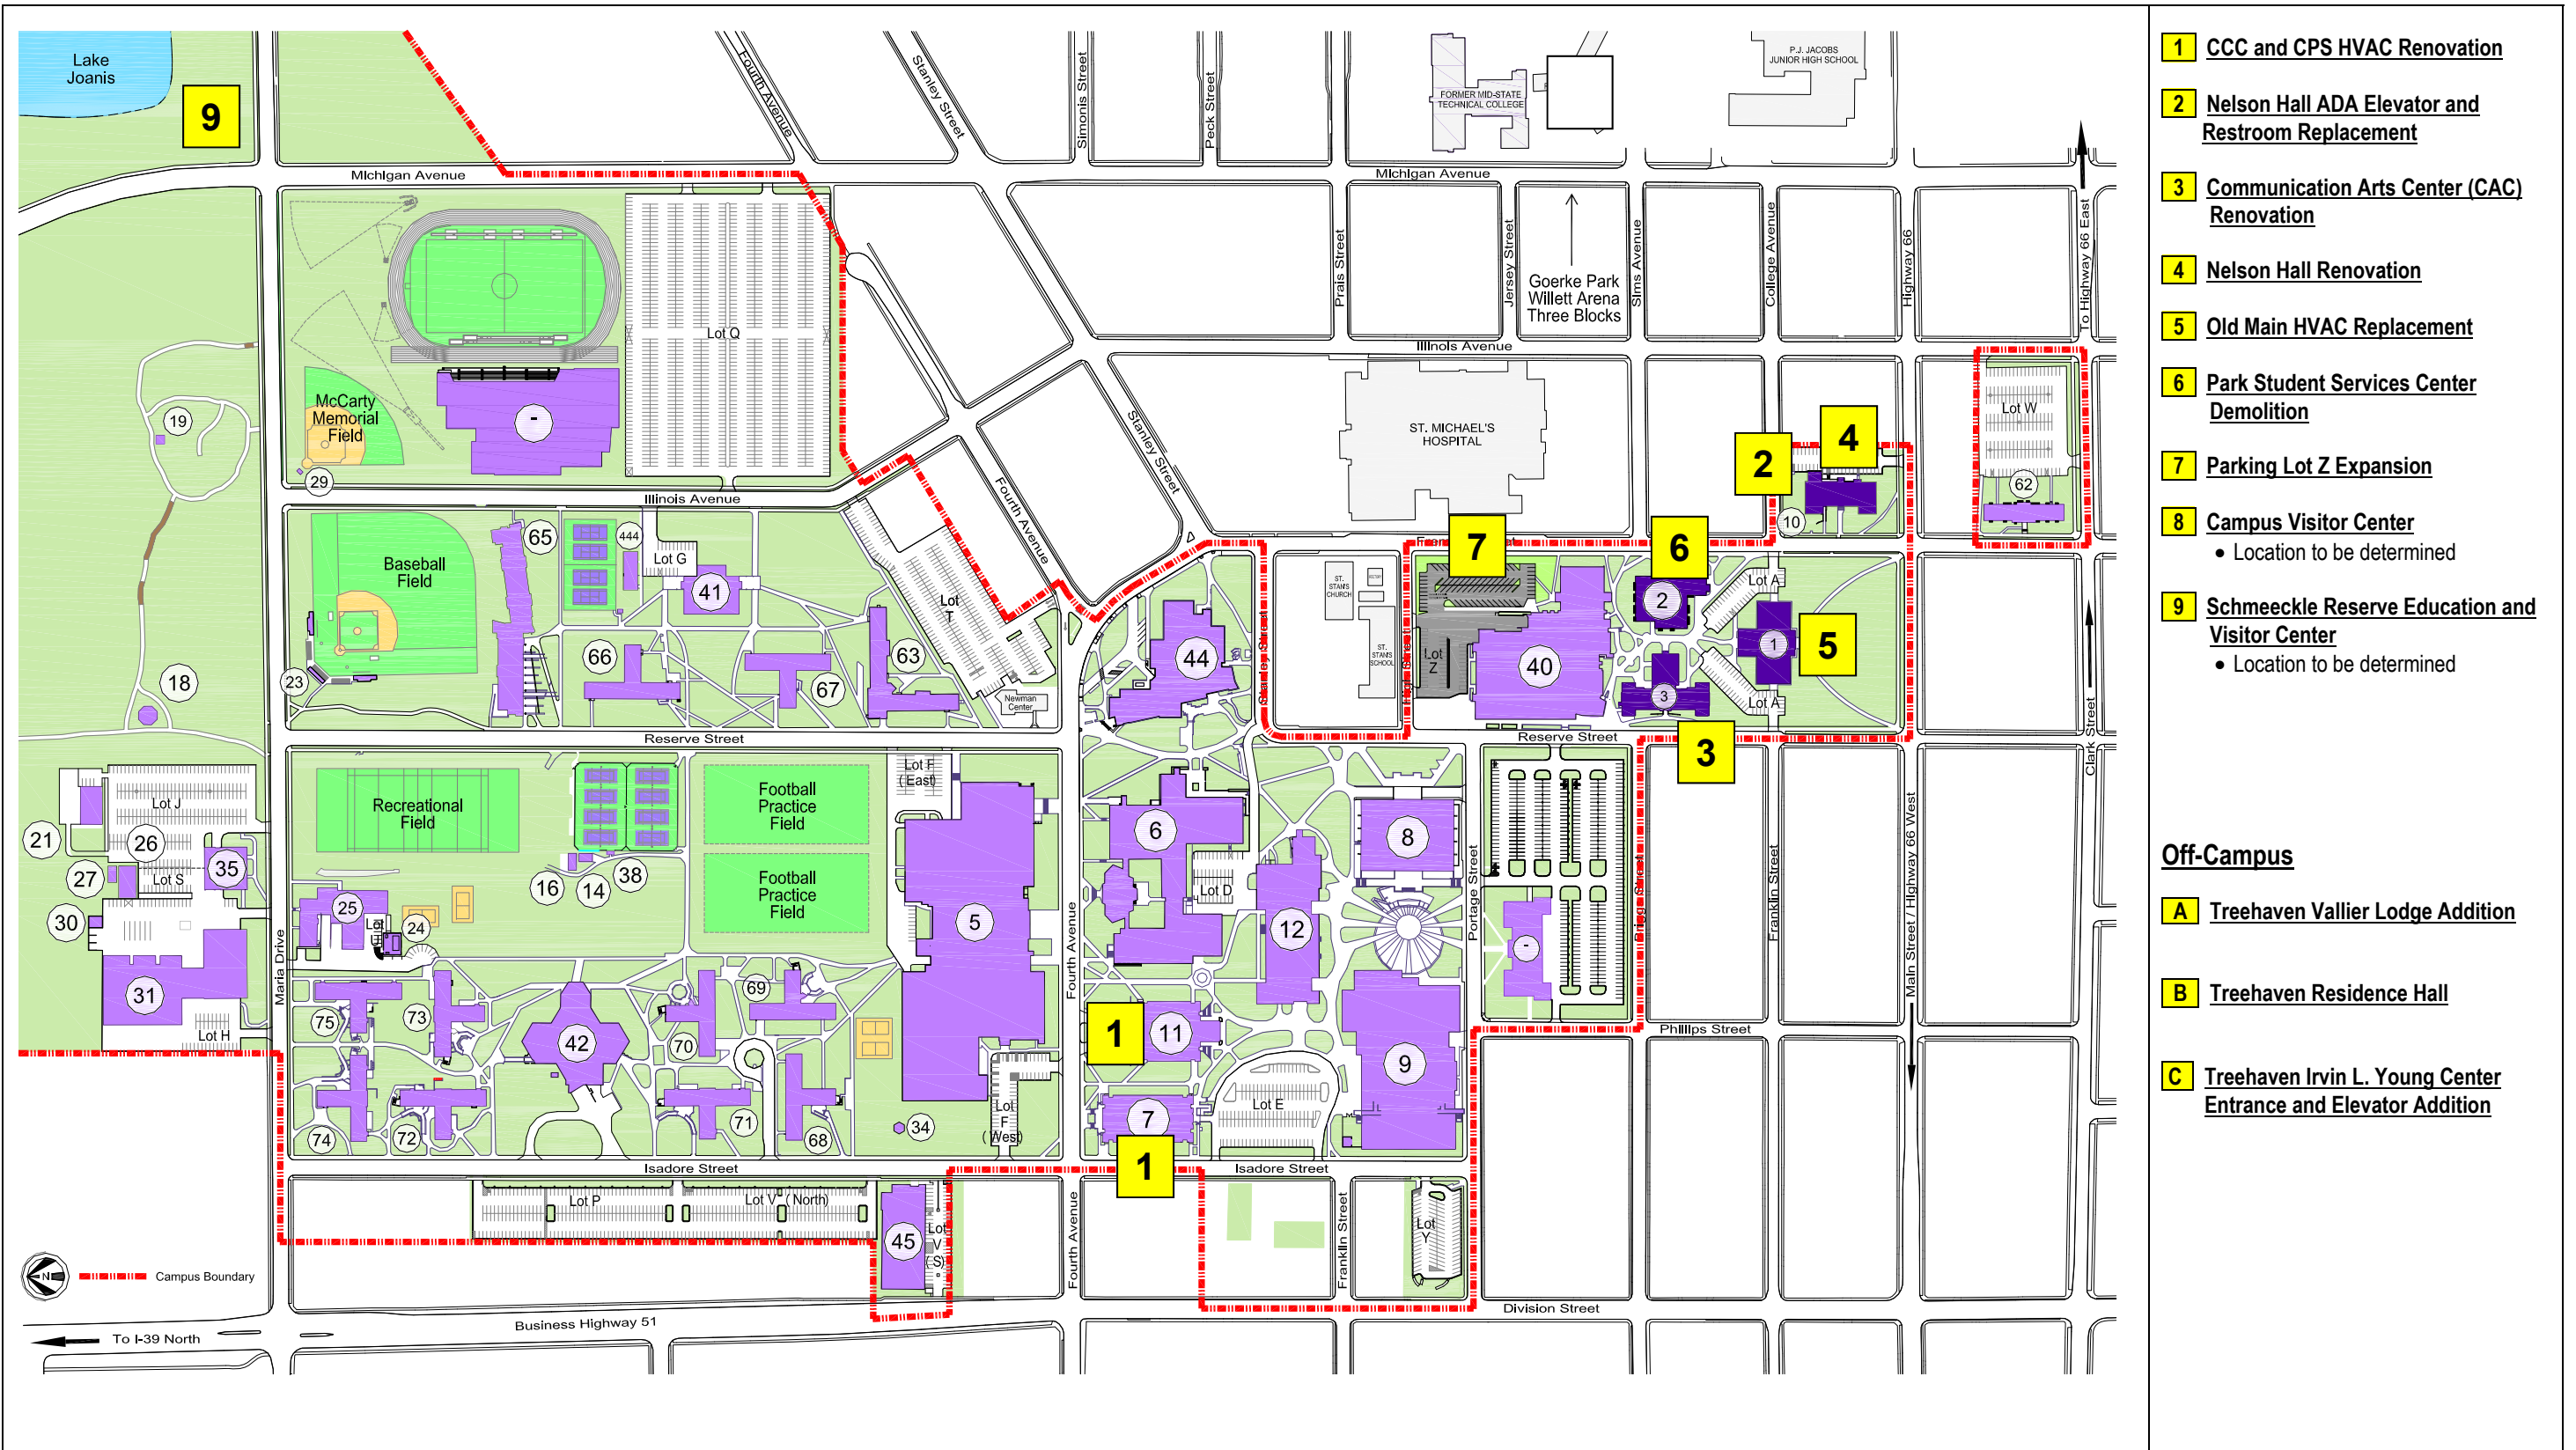 Lake
Joanis
9
Fourth Avenue
Stanley Street
Simonis Street
Peck Street
FORMER MID-STATE
TECHNICAL COLLEGE
P.J. JACOBS
JUNIOR HIGH SCHOOL
Michigan Avenue
Michigan Avenue
To Highway 66 East
Prais Street
Jersey Street
Sims Avenue
College Avenue
Highway 66
Goerke Park
Willett Arena
Three Blocks
Lot Q
Illinois Avenue
McCarty
Memorial
Field
-
19
29
Illinois Avenue
Fourth Avenue
Stanley Street
ST. MICHAEL'S
HOSPITAL
2
4
10
Lot W
62
Baseball
Field
65
444
Lot G
41
Lot
T
7
6
2
Lot A
ST.
STAN'S
CHURCH
ST.
STAN'S
SCHOOL
Stanley Street
44
Lot
Z
40
1
5
3
Lot A
66
67
63
Newman
Center
23
18
Reserve Street
Reserve Street
3
Clark Street
Lot J
21
26
35
27
Lot S
30
31
Lot H
Recreational
Field
Football
Practice
Field
Football
Practice
Field
Lot F
( East)
16
14
38
25
Lot
24
5
6
Lot D
12
8
Portage Street
Briggs Street
Franklin Street
Main Street / Highway 66 West
-
Maria Drive
Fourth Avenue
75
73
42
70
69
1
11
9
Phillips Street
74
72
71
68
34
Lot
F
( West)
7
1
Lot E
Isadore Street
Isadore Street
Lot P
Lot V ( North)
45
Lot
V
( S)
Fourth Avenue
Franklin Street
Lot
Y
N
Campus Boundary
Division Street
Business Highway 51
To I-39 North
1 CCC and CPS HVAC Renovation
2 Nelson Hall ADA Elevator and
Restroom Replacement
3 Communication Arts Center (CAC)
Renovation
4 Nelson Hall Renovation
5 Old Main HVAC Replacement
6 Park Student Services Center
Demolition
7 Parking Lot Z Expansion
8 Campus Visitor Center
• Location to be determined
9 Schmeeckle Reserve Education and
Visitor Center
• Location to be determined
Off-Campus
A Treehaven Vallier Lodge Addition
B Treehaven Residence Hall
C Treehaven Irvin L. Young Center
Entrance and Elevator Addition